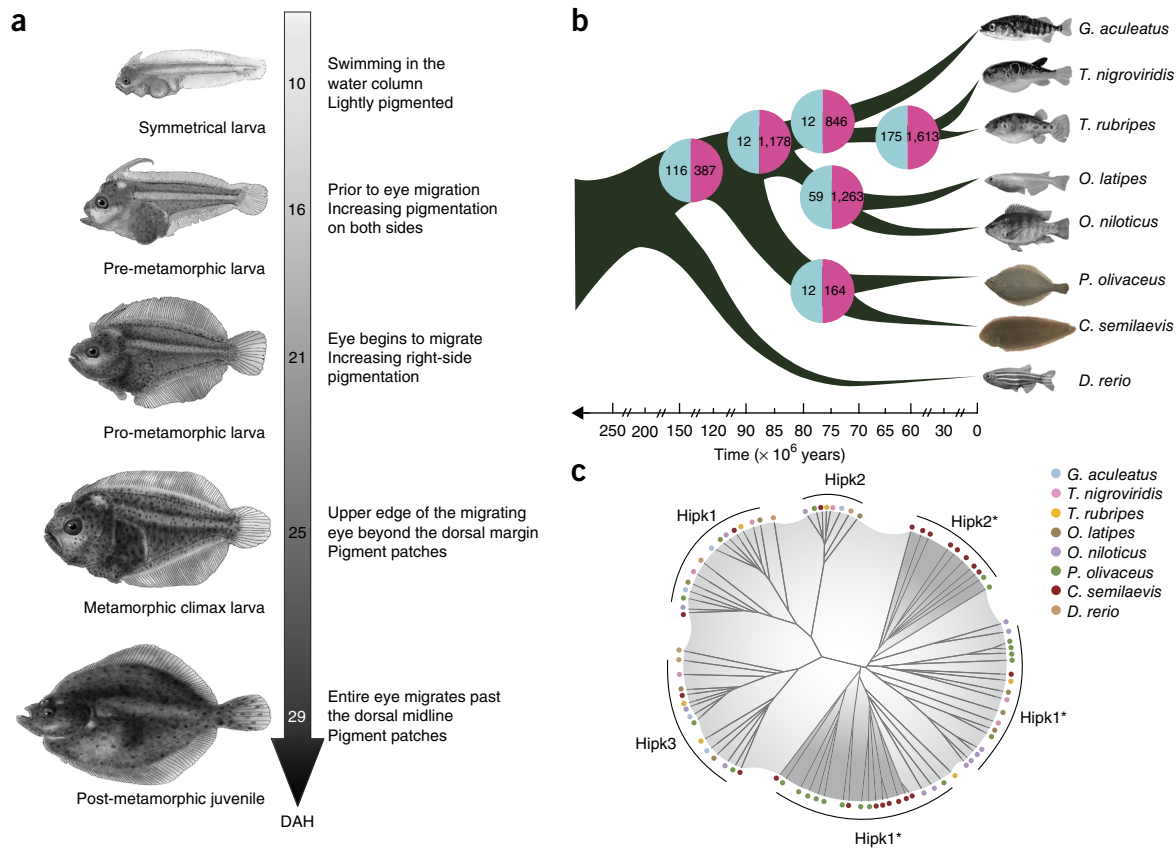 a
10
Swimming in the
water column
Lightly pigmented
Symmetrical larva
16
Prior to eye migration
Increasing pigmentation
on both sides
Pre-metamorphic larva
21
Eye begins to migrate
Increasing right-side
pigmentation
Pro-metamorphic larva
25
Upper edge of the migrating
eye beyond the dorsal margin
Pigment patches
Metamorphic climax larva
29
Entire eye migrates past
the dorsal midline
Pigment patches
Post-metamorphic juvenile
DAH
b
G. aculeatus
T. nigroviridis
T. rubripes
O. latipes
O. niloticus
P. olivaceus
C. semilaevis
D. rerio
116 387
12 1,178
12 846
175 1,613
59 1,263
12 164
250 200 150 120 90 80 75 70 65 60 30 0
Time (× 10⁶ years)
c
Hipk2
Hipk1
Hipk2*
Hipk1*
Hipk3
Hipk1*
G. aculeatus
T. nigroviridis
T. rubripes
O. latipes
O. niloticus
P. olivaceus
C. semilaevis
D. rerio